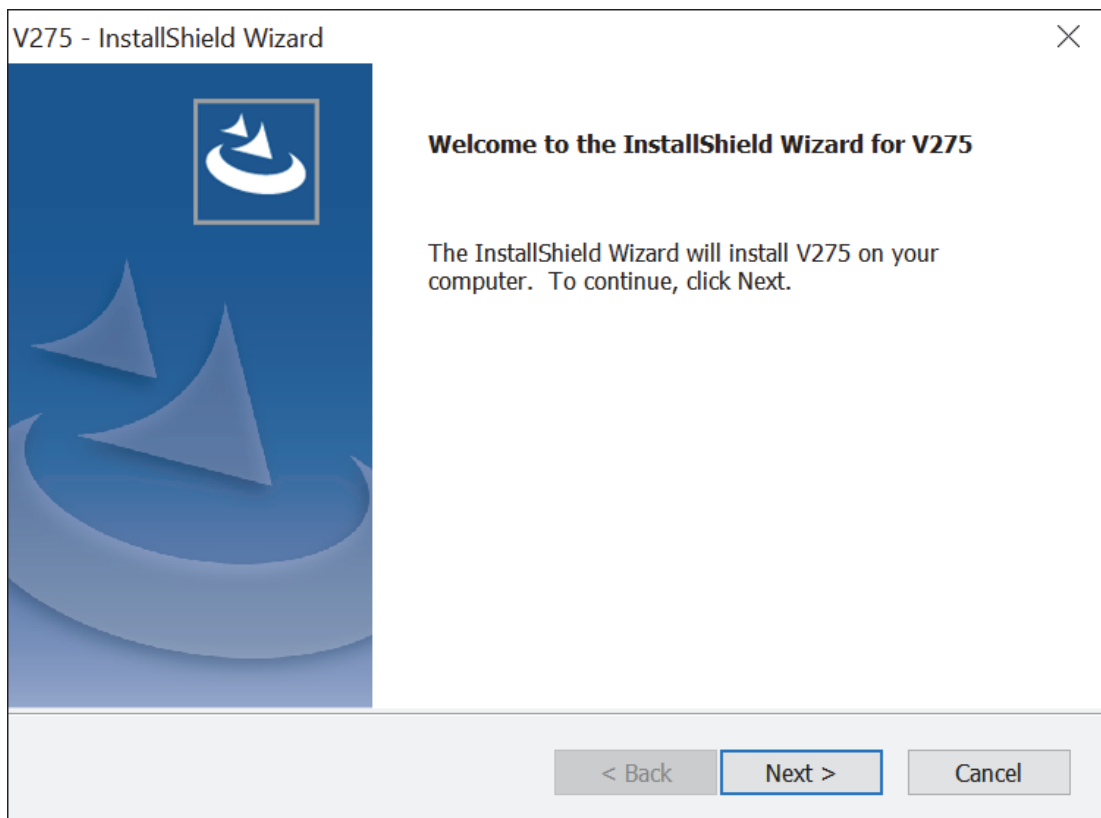 V275 - InstallShield Wizard
Welcome to the InstallShield Wizard for V275
The InstallShield Wizard will install V275 on your
computer.  To continue, click Next.
< Back
Next >
Cancel